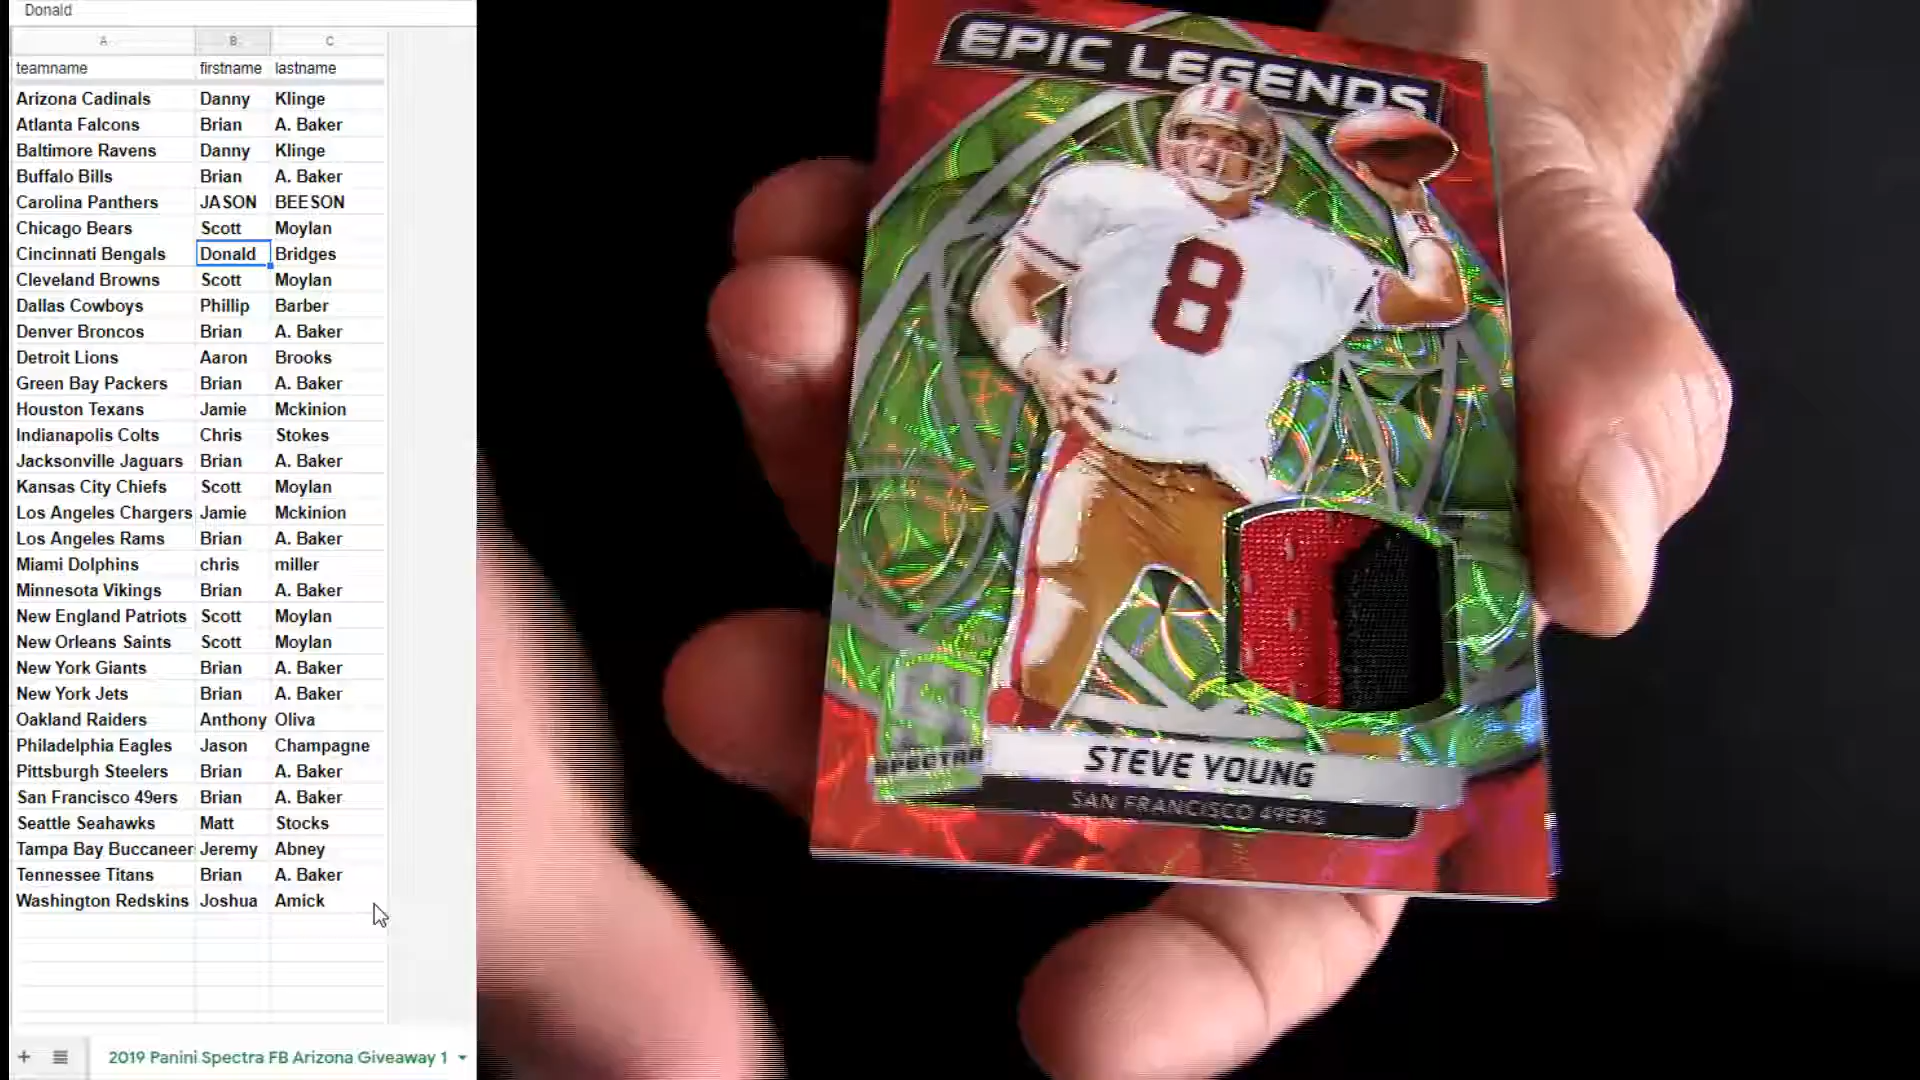 Donald
A B C
teamname firstname lastname
Arizona Cadinals Danny Klinge
Atlanta Falcons Brian A. Baker
Baltimore Ravens Danny Klinge
Buffalo Bills Brian A. Baker
Carolina Panthers JASON BEESON
Chicago Bears Scott Moylan
Cincinnati Bengals Donald Bridges
Cleveland Browns Scott Moylan
Dallas Cowboys Phillip Barber
Denver Broncos Brian A. Baker
Detroit Lions Aaron Brooks
Green Bay Packers Brian A. Baker
Houston Texans Jamie Mckinion
Indianapolis Colts Chris Stokes
Jacksonville Jaguars Brian A. Baker
Kansas City Chiefs Scott Moylan
Los Angeles Chargers Jamie Mckinion
Los Angeles Rams Brian A. Baker
Miami Dolphins chris miller
Minnesota Vikings Brian A. Baker
New England Patriots Scott Moylan
New Orleans Saints Scott Moylan
New York Giants Brian A. Baker
New York Jets Brian A. Baker
Oakland Raiders Anthony Oliva
Philadelphia Eagles Jason Champagne
Pittsburgh Steelers Brian A. Baker
San Francisco 49ers Brian A. Baker
Seattle Seahawks Matt Stocks
Tampa Bay Buccaneer Jeremy Abney
Tennessee Titans Brian A. Baker
Washington Redskins Joshua Amick
2019 Panini Spectra FB Arizona Giveaway 1
EPIC LEGENDS
8
SPECTRA
STEVE YOUNG
SAN FRANCISCO 49ERS